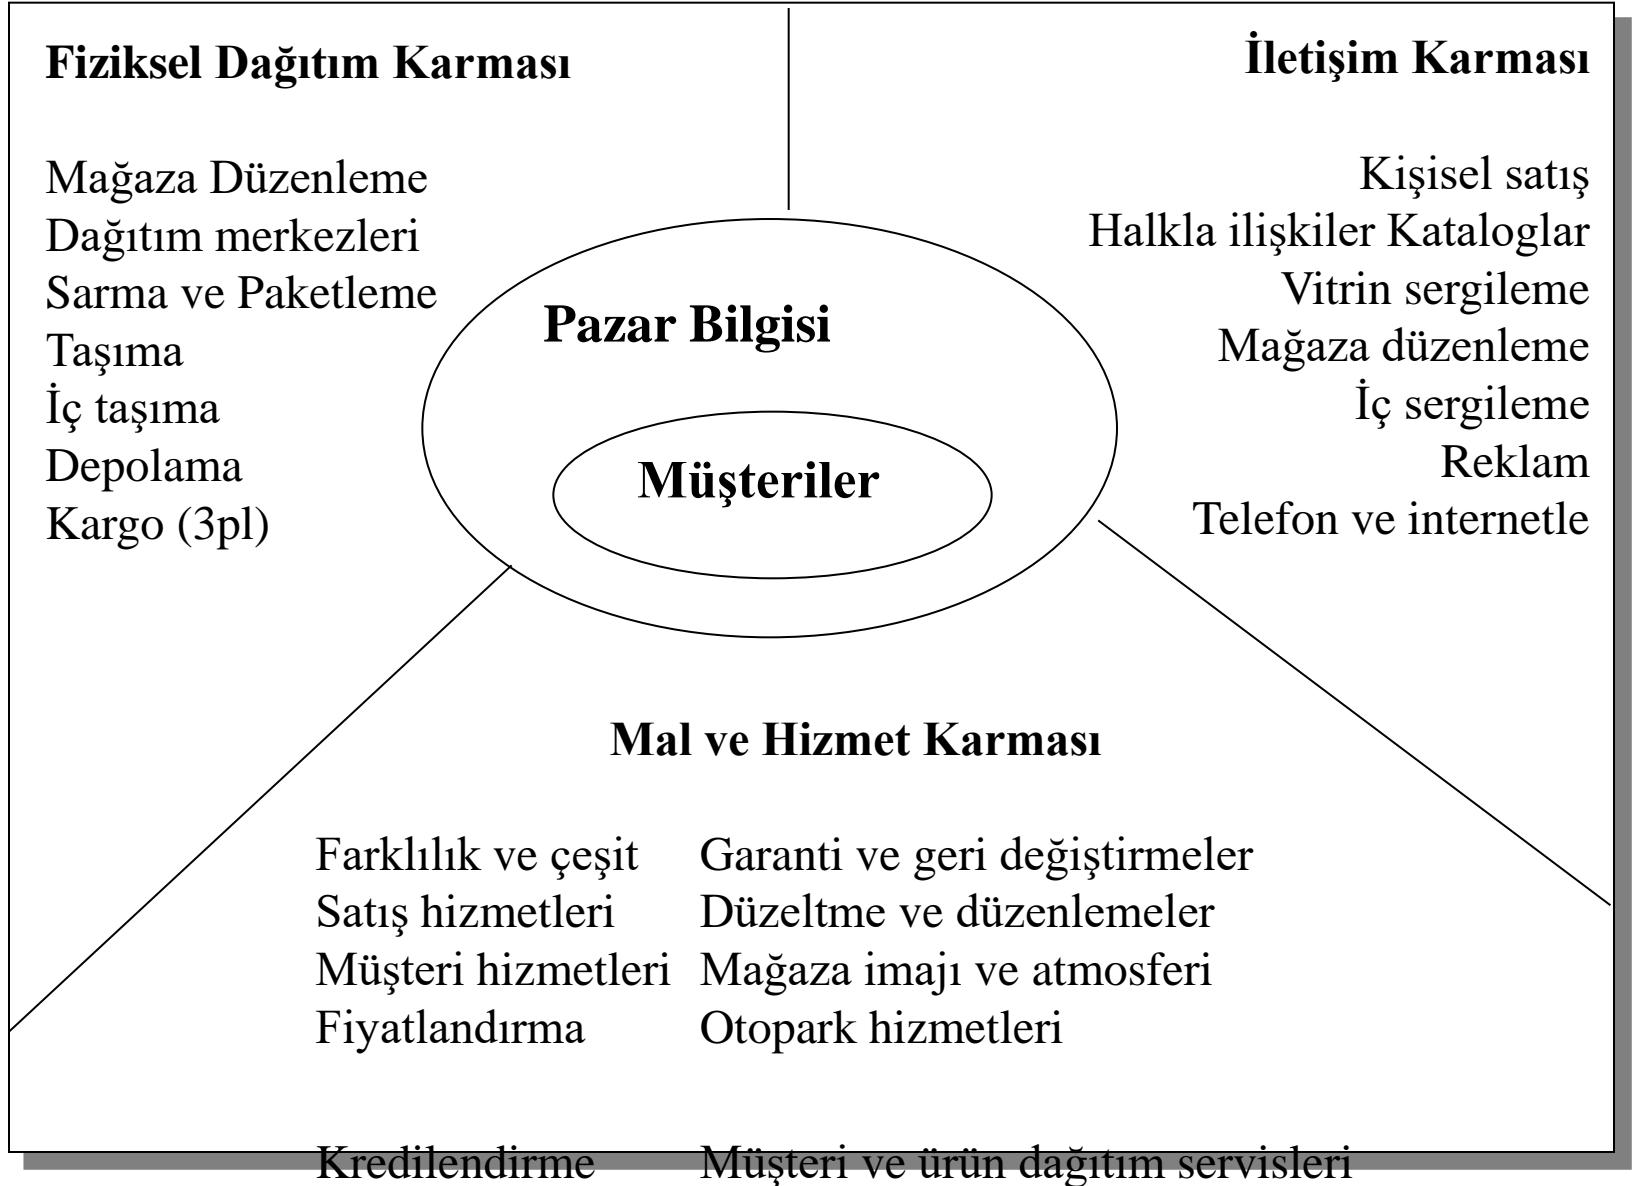 Fiziksel Dağıtım Karması
Mağaza Düzenleme
Dağıtım merkezleri
Sarma ve Paketleme
Taşıma
İç taşıma
Depolama
Kargo (3pl)
İletişim Karması
Kişisel satış
Halkla ilişkiler Kataloglar
Vitrin sergileme
Mağaza düzenleme
İç sergileme
Reklam
Telefon ve internetle
Pazar Bilgisi
Müşteriler
Mal ve Hizmet Karması
Farklılık ve çeşit Garanti ve geri değiştirmeler
Satış hizmetleri Düzeltme ve düzenlemeler
Müşteri hizmetleri Mağaza imajı ve atmosferi
Fiyatlandırma Otopark hizmetleri
Kredilendirme Müşteri ve ürün dağıtım servisleri